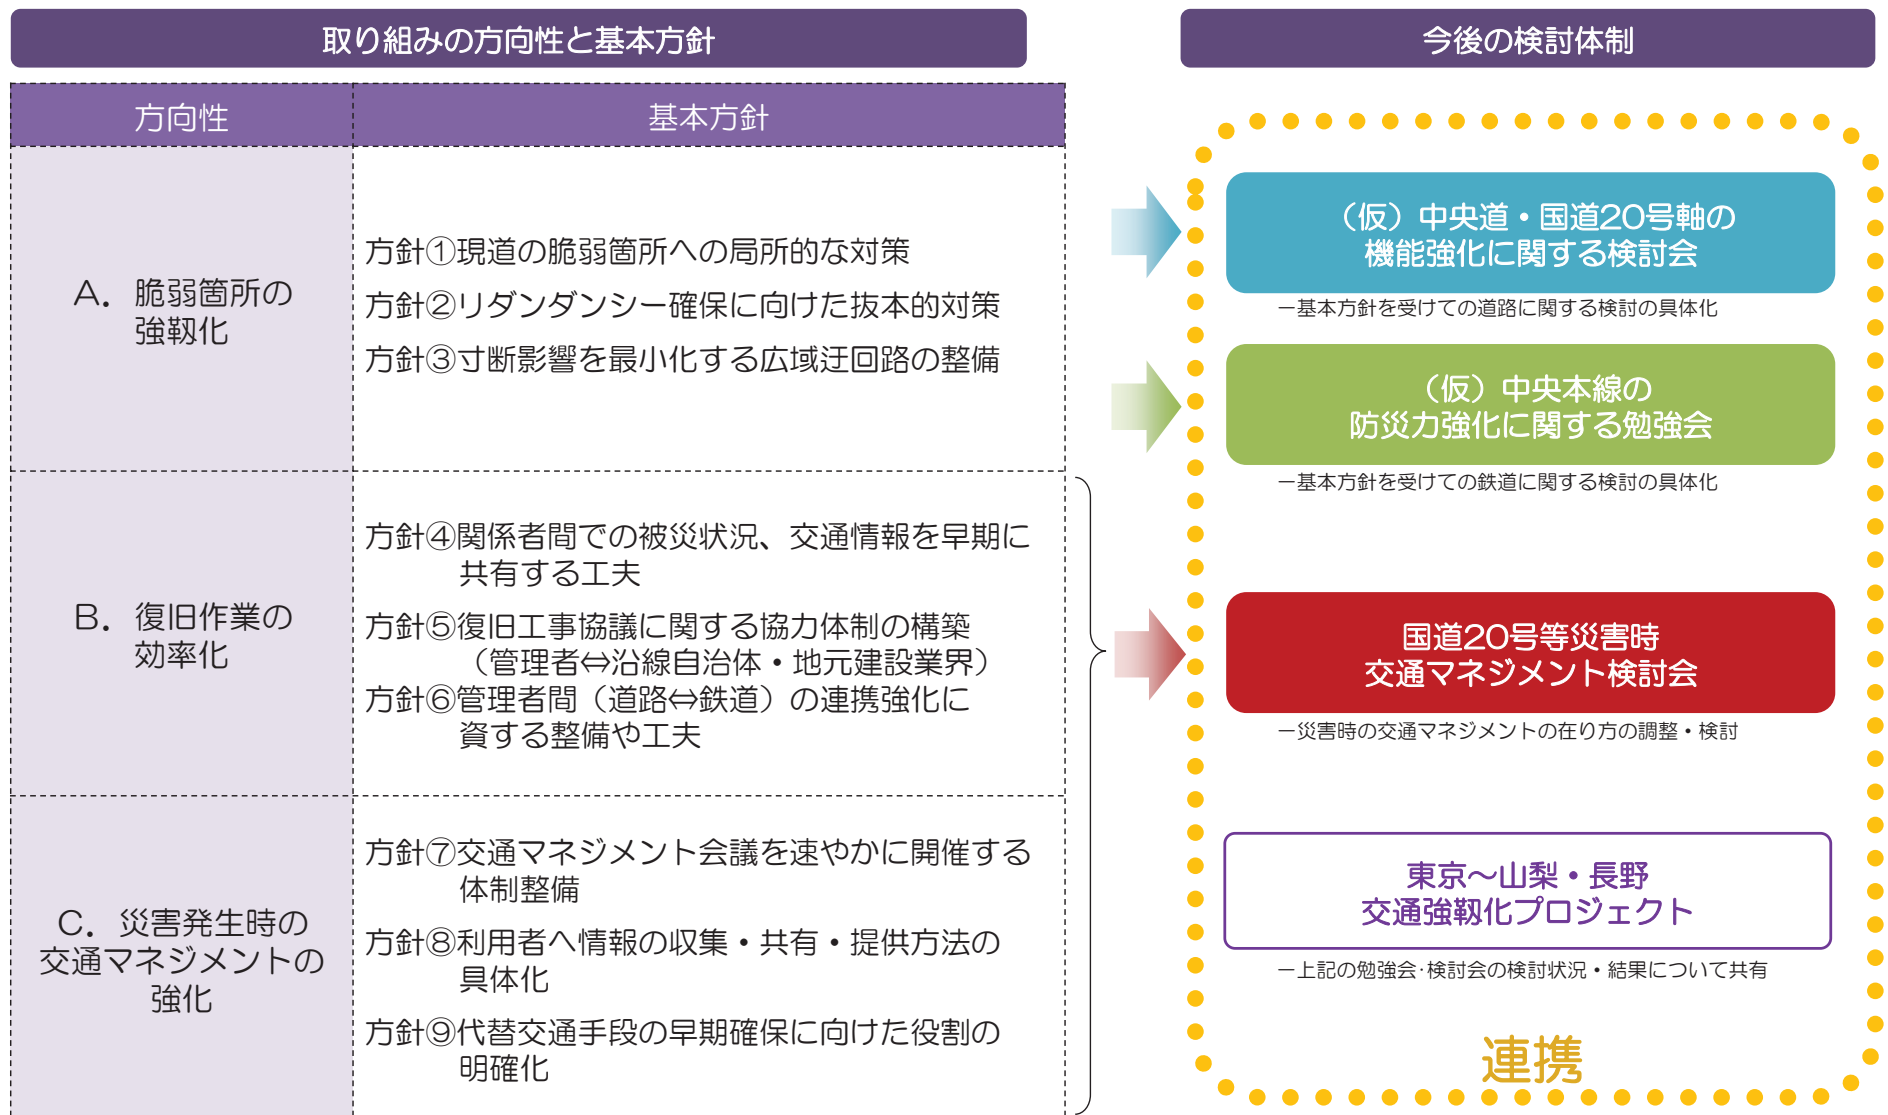 取り組みの方向性と基本方針
方向性
基本方針
A．脆弱箇所の
強靱化
方針①現道の脆弱箇所への局所的な対策
方針②リダンダンシー確保に向けた抜本的対策
方針③寸断影響を最小化する広域迂回路の整備
B．復旧作業の
効率化
方針④関係者間での被災状況、交通情報を早期に
共有する工夫
方針⑤復旧工事協議に関する協力体制の構築
（管理者⇔沿線自治体・地元建設業界）
方針⑥管理者間（道路⇔鉄道）の連携強化に
資する整備や工夫
C．災害発生時の
交通マネジメントの
強化
方針⑦交通マネジメント会議を速やかに開催する
体制整備
方針⑧利用者へ情報の収集・共有・提供方法の
具体化
方針⑨代替交通手段の早期確保に向けた役割の
明確化
今後の検討体制
（仮）中央道・国道20号軸の
機能強化に関する検討会
－基本方針を受けての道路に関する検討の具体化
（仮）中央本線の
防災力強化に関する勉強会
－基本方針を受けての鉄道に関する検討の具体化
国道20号等災害時
交通マネジメント検討会
－災害時の交通マネジメントの在り方の調整・検討
東京～山梨・長野
交通強靱化プロジェクト
－上記の勉強会･検討会の検討状況・結果について共有
連携